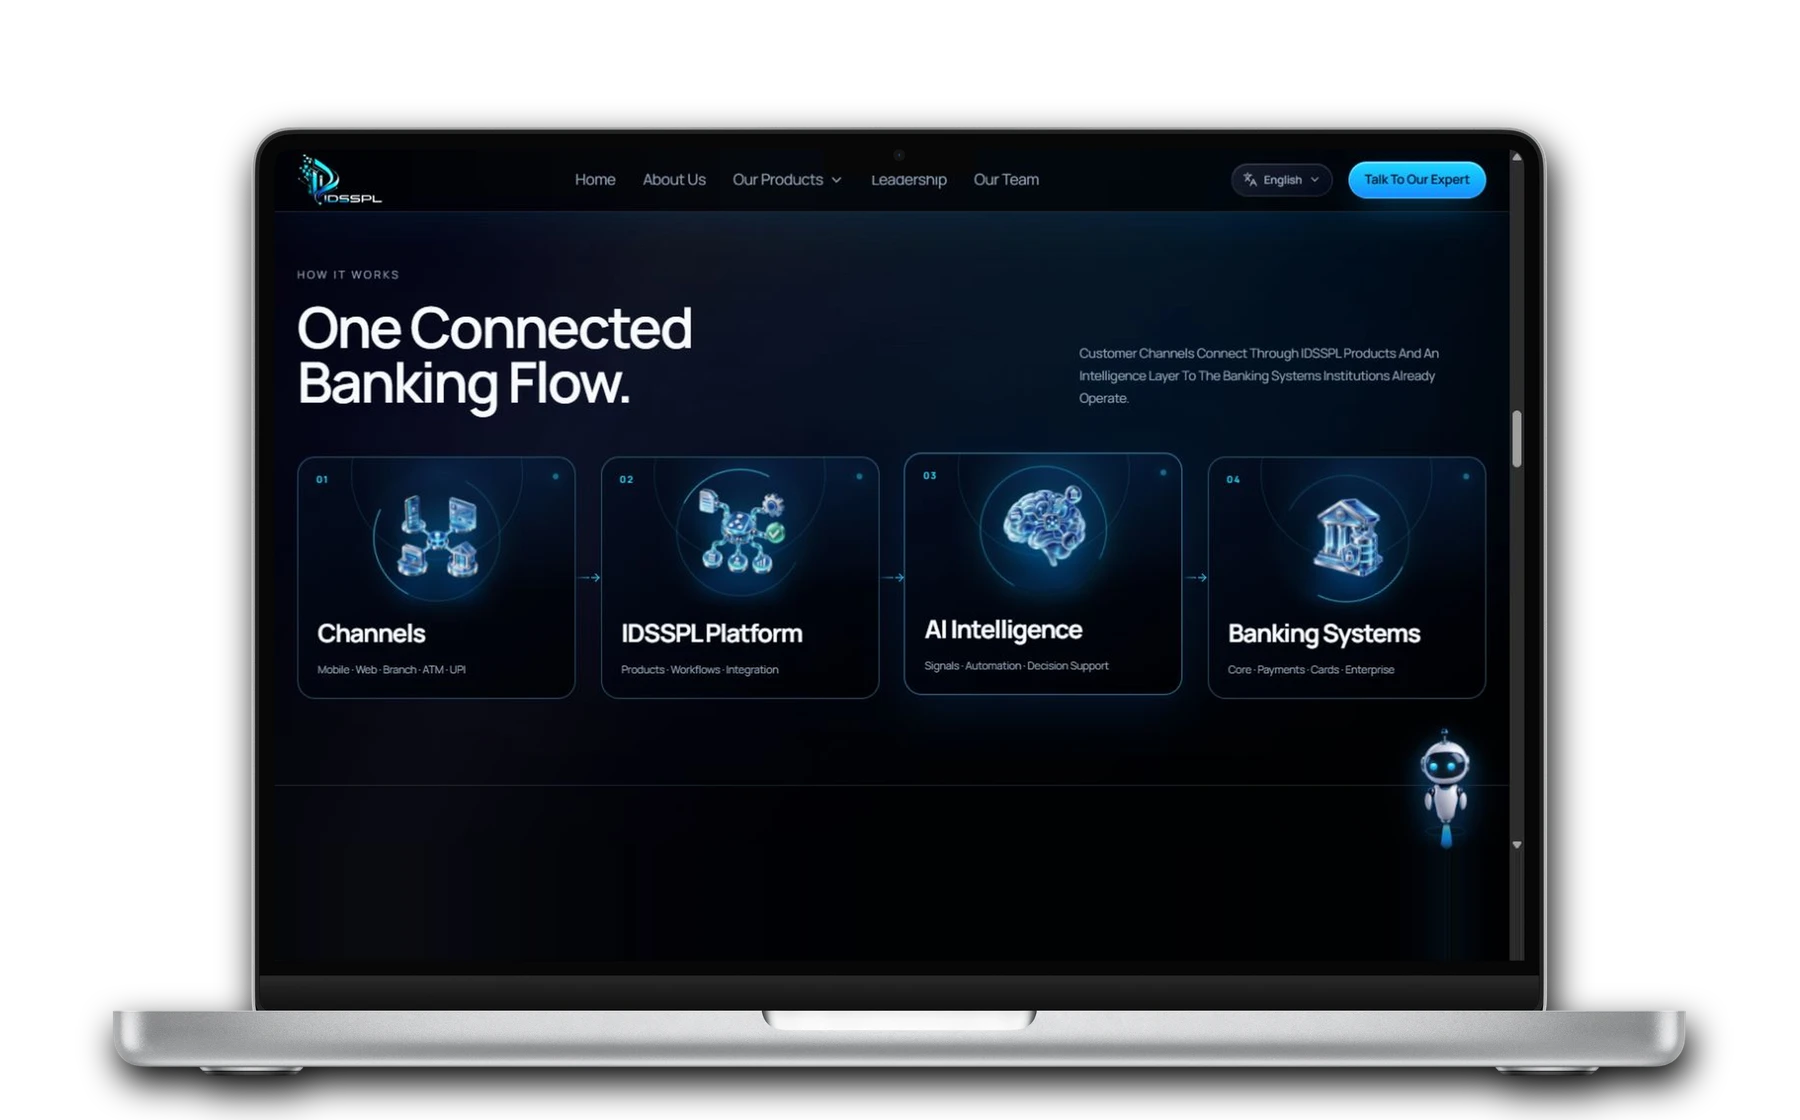 IDSSPL
Home
About Us
Our Products
Leadership
Our Team
English
Talk To Our Expert
HOW IT WORKS
One Connected
Banking Flow.
Customer Channels Connect Through IDSSPL Products And An
Intelligence Layer To The Banking Systems Institutions Already
Operate.
01
Channels
Mobile · Web · Branch · ATM · UPI
02
IDSSPL Platform
Products · Workflows · Integration
03
AI Intelligence
Signals · Automation · Decision Support
04
Banking Systems
Core · Payments · Cards · Enterprise